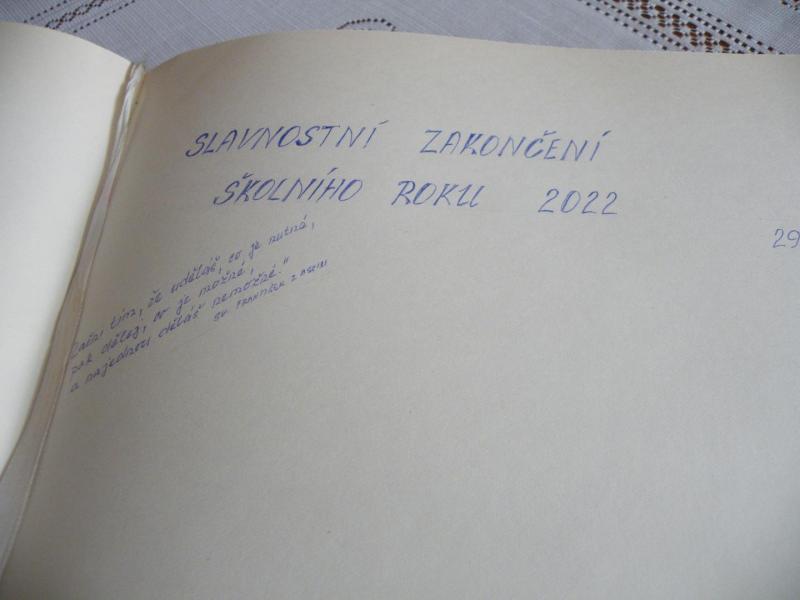 SLAVNOSTNÍ ZAKONČENÍ
ŠKOLNÍHO ROKU 2022
29
Začni tím, že uděláš, co je nutné,
pak dělej, co je možné,
a najednou děláš nemožné."
SV. FRANTIŠEK Z ASSISI